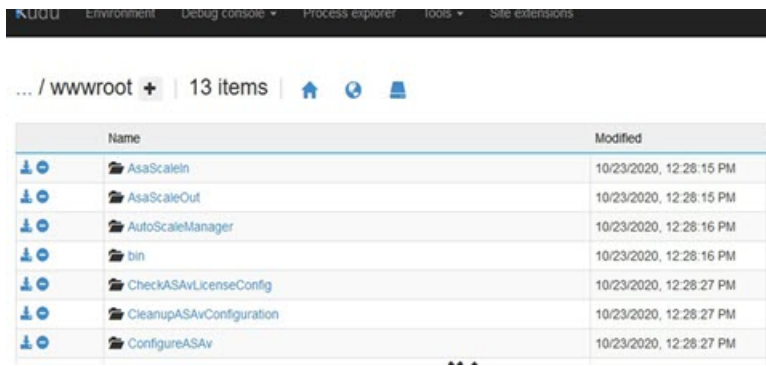 Kudu Environment Debug console Process explorer Tools Site extensions
... / wwwroot + 13 items
Name Modified
AsaScaleIn 10/23/2020, 12:28:15 PM
AsaScaleOut 10/23/2020, 12:28:15 PM
AutoScaleManager 10/23/2020, 12:28:16 PM
bin 10/23/2020, 12:28:16 PM
CheckASAvLicenseConfig 10/23/2020, 12:28:27 PM
CleanupASAvConfiguration 10/23/2020, 12:28:27 PM
ConfigureASAv 10/23/2020, 12:28:27 PM